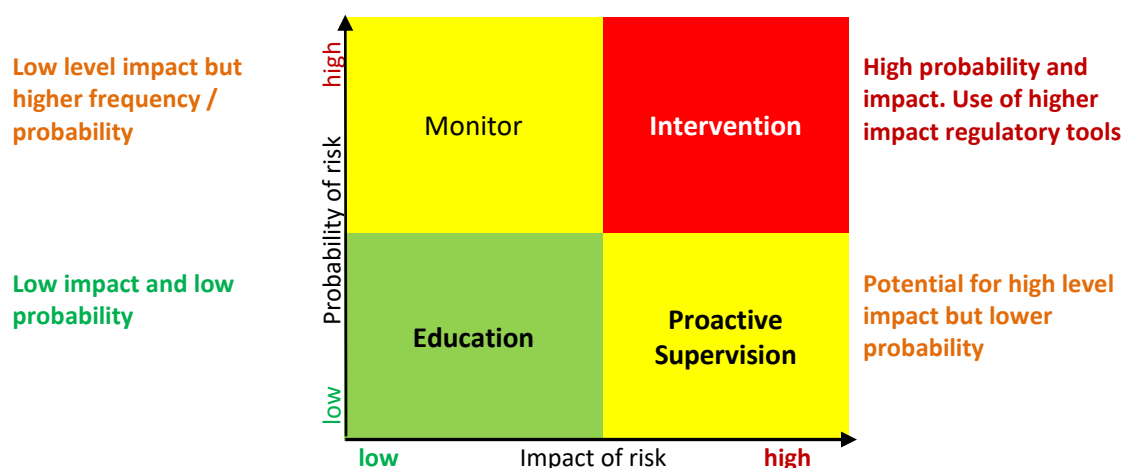 Low level impact but
higher frequency /
probability
high
Monitor
Intervention
High probability and
impact. Use of higher
impact regulatory tools
Probability of risk
Low impact and low
probability
Education
Proactive
Supervision
Potential for high level
impact but lower
probability
low
low
Impact of risk
high